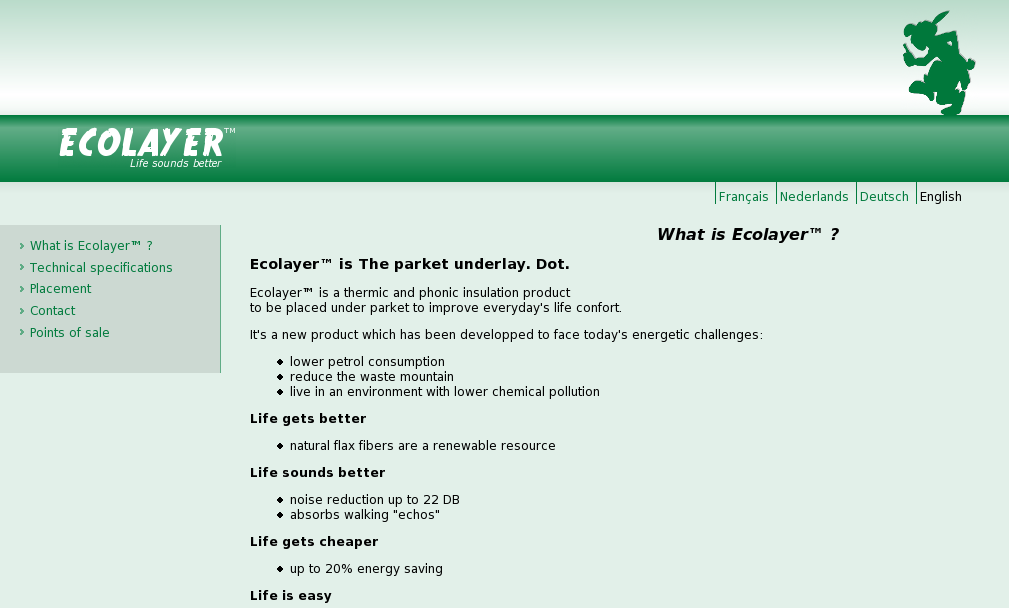 ECOLAYER™
Life sounds better
Français
Nederlands
Deutsch
English
What is Ecolayer™ ?
Technical specifications
Placement
Contact
Points of sale
What is Ecolayer™ ?
Ecolayer™ is The parket underlay. Dot.
Ecolayer™ is a thermic and phonic insulation product
to be placed under parket to improve everyday's life confort.
It's a new product which has been developped to face today's energetic challenges:
lower petrol consumption
reduce the waste mountain
live in an environment with lower chemical pollution
Life gets better
natural flax fibers are a renewable resource
Life sounds better
noise reduction up to 22 DB
absorbs walking "echos"
Life gets cheaper
up to 20% energy saving
Life is easy